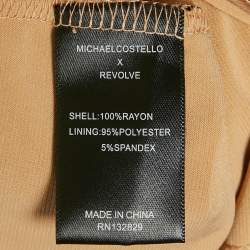 MICHAELCOSTELLO
X
REVOLVE
SHELL:100%RAYON
LINING:95%POLYESTER
5%SPANDEX
MADE IN CHINA
RN132829